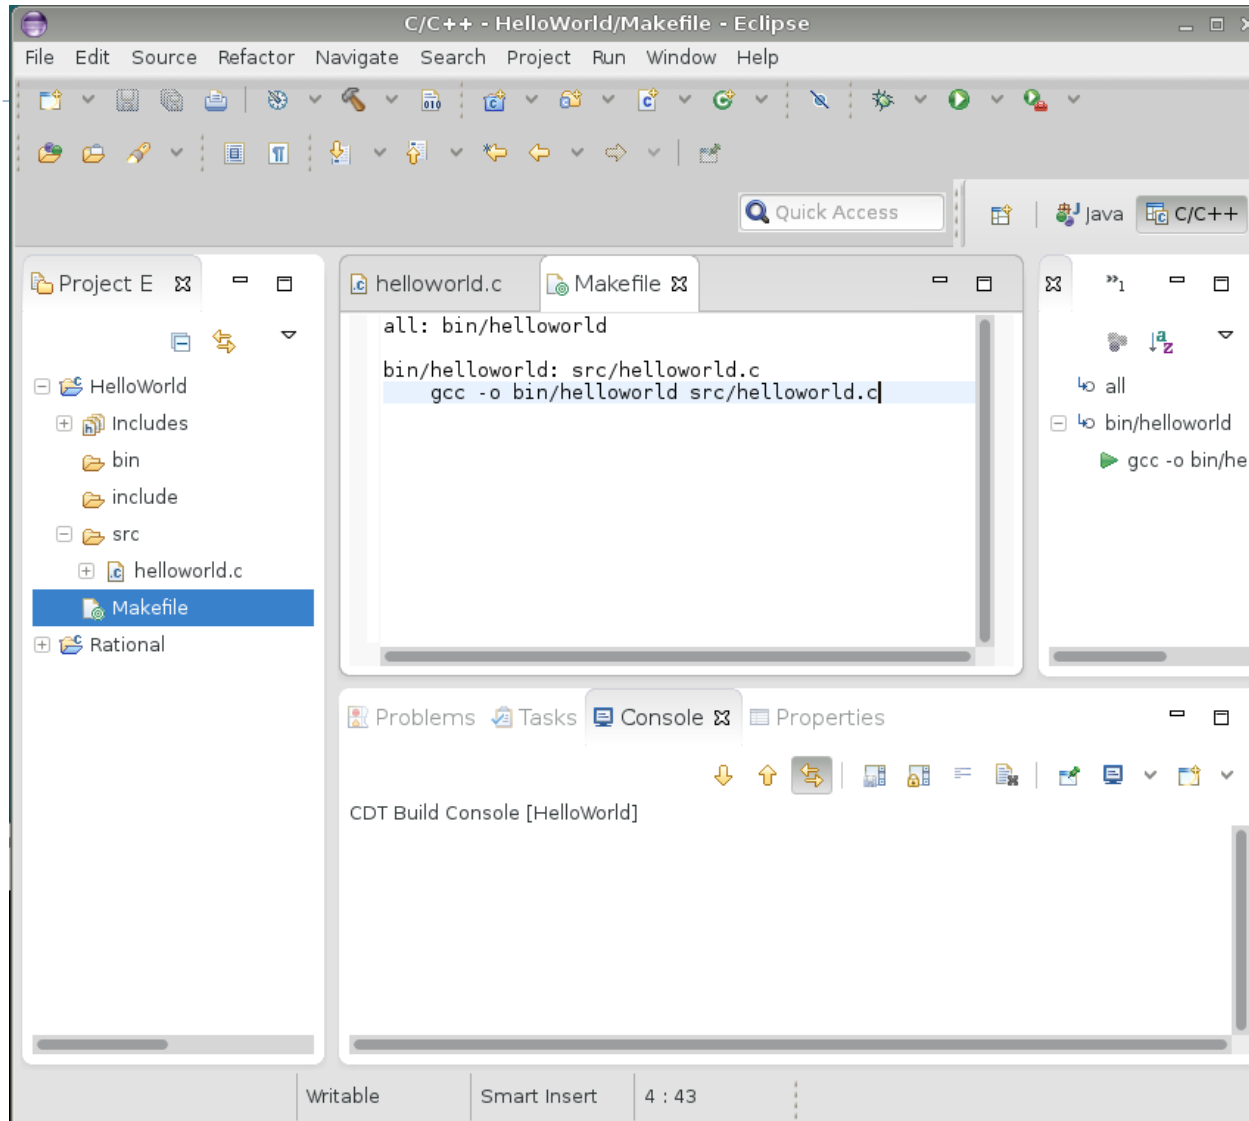 C/C++ - HelloWorld/Makefile - Eclipse
File Edit Source Refactor Navigate Search Project Run Window Help
010
Quick Access
Java
C/C++
Project E
helloworld.c
Makefile
»1
all: bin/helloworld
bin/helloworld: src/helloworld.c
gcc -o bin/helloworld src/helloworld.c
HelloWorld
Includes
bin
include
src
helloworld.c
Makefile
Rational
all
bin/helloworld
gcc -o bin/he
Problems
Tasks
Console
Properties
CDT Build Console [HelloWorld]
Writable
Smart Insert
4 : 43